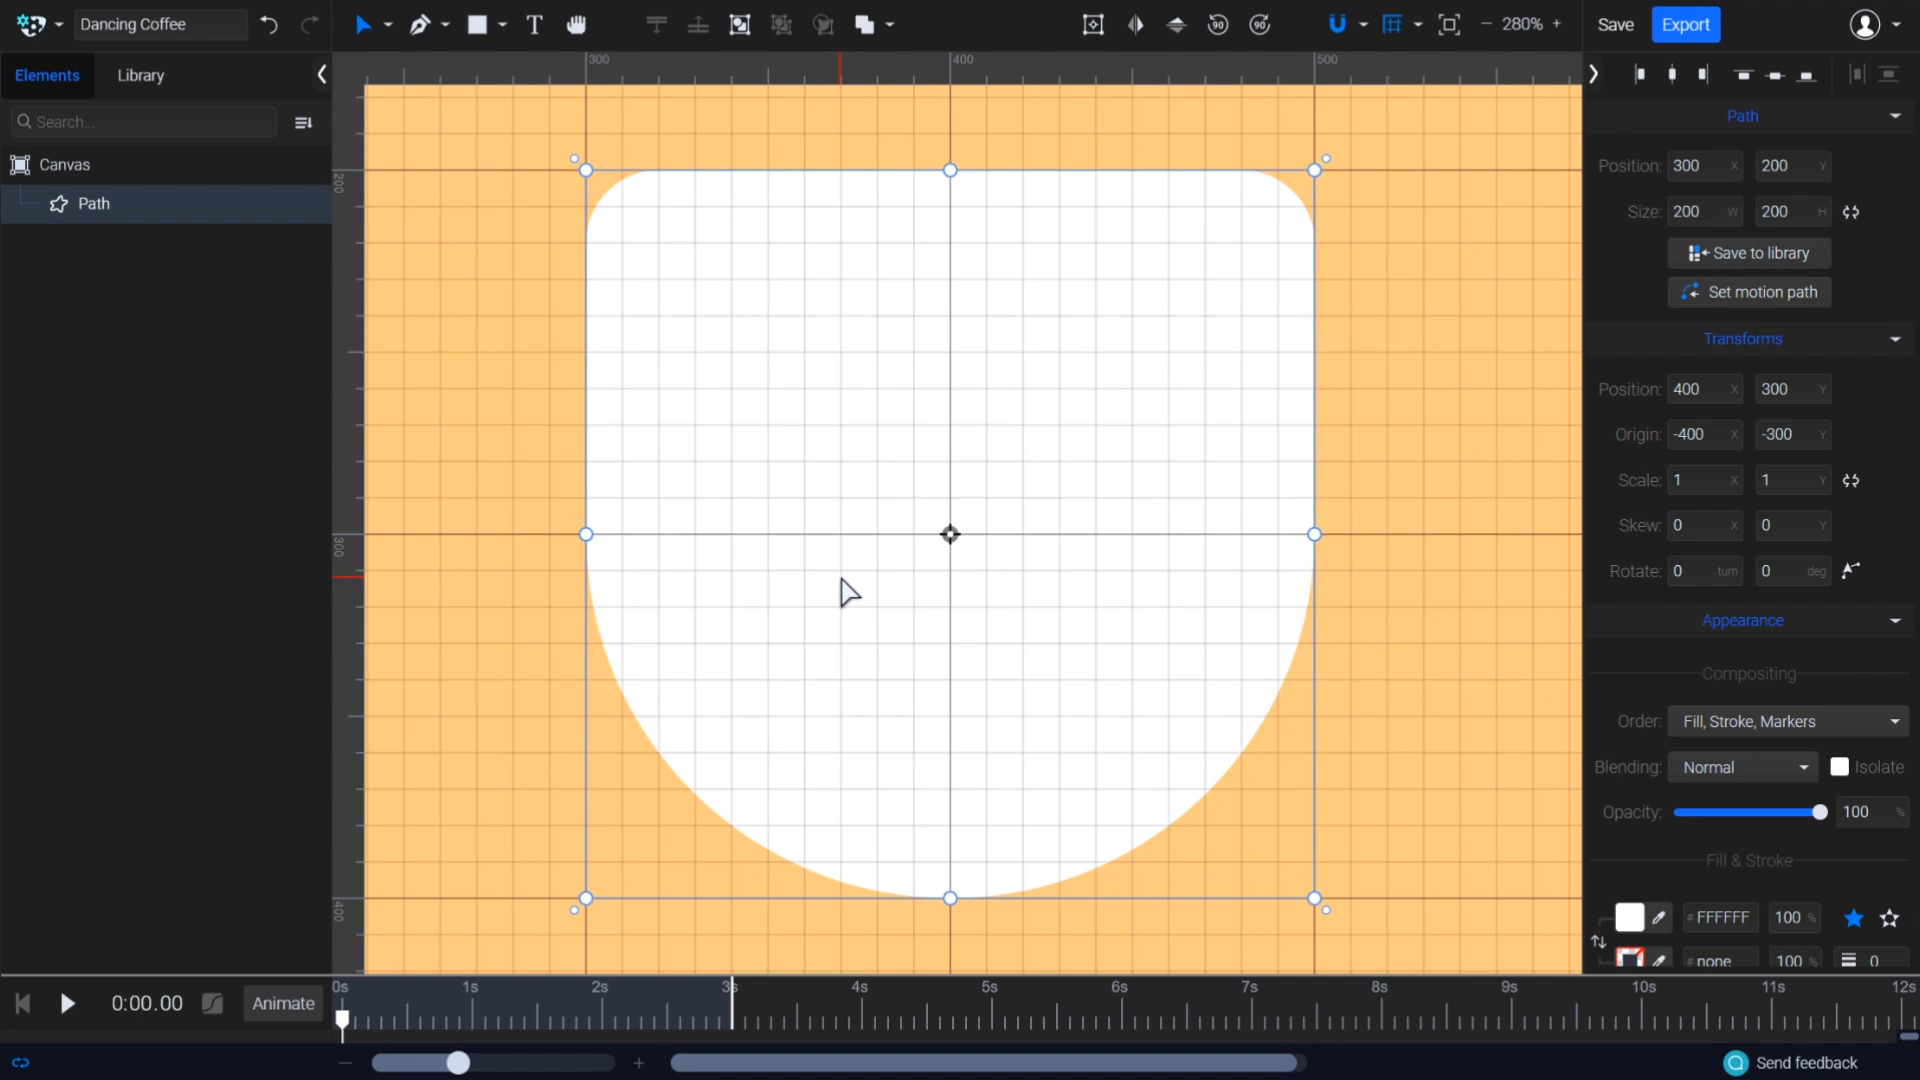 Dancing Coffee
280%
Save
Export
Elements
Library
Search...
Canvas
Path
300
400
500
200
300
400
Path
Position: 300 X 200 Y
Size: 200 W 200 H
Save to library
Set motion path
Transforms
Position: 400 X 300 Y
Origin: -400 X -300 Y
Scale: 1 X 1 Y
Skew: 0 X 0 Y
Rotate: 0 turn 0 deg
Appearance
Compositing
Order: Fill, Stroke, Markers
Blending: Normal Isolate
Opacity: 100 %
Fill & Stroke
# FFFFFF 100 %
# none 100 % 0
0:00.00
Animate
0s 1s 2s 3s 4s 5s 6s 7s 8s 9s 10s 11s 12s
Send feedback